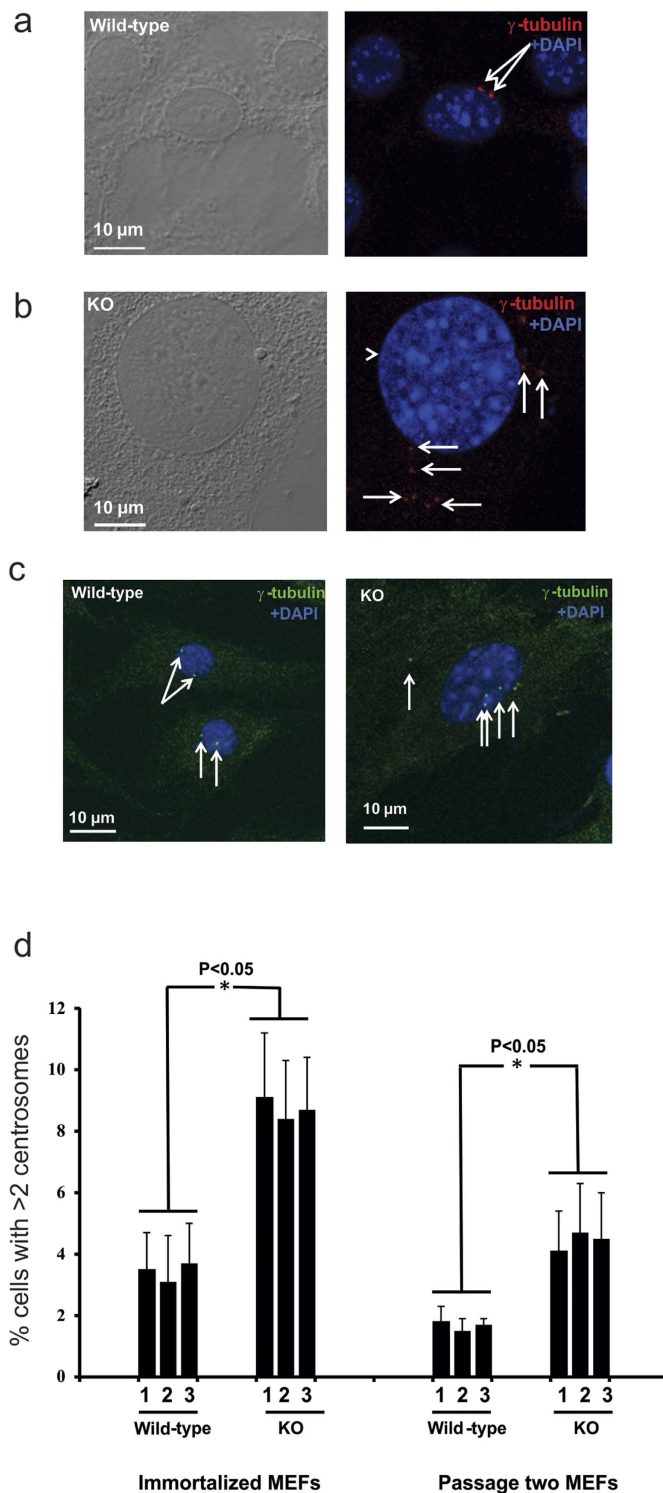 a
Wild-type
10 µm
γ-tubulin
+DAPI
b
KO
10 µm
γ-tubulin
+DAPI
c
Wild-type
γ-tubulin
+DAPI
10 µm
KO
γ-tubulin
+DAPI
10 µm
d
% cells with >2 centrosomes
12
10
8
6
4
2
0
P<0.05
*
P<0.05
*
1 2 3 1 2 3 1 2 3 1 2 3
Wild-type KO Wild-type KO
Immortalized MEFs Passage two MEFs